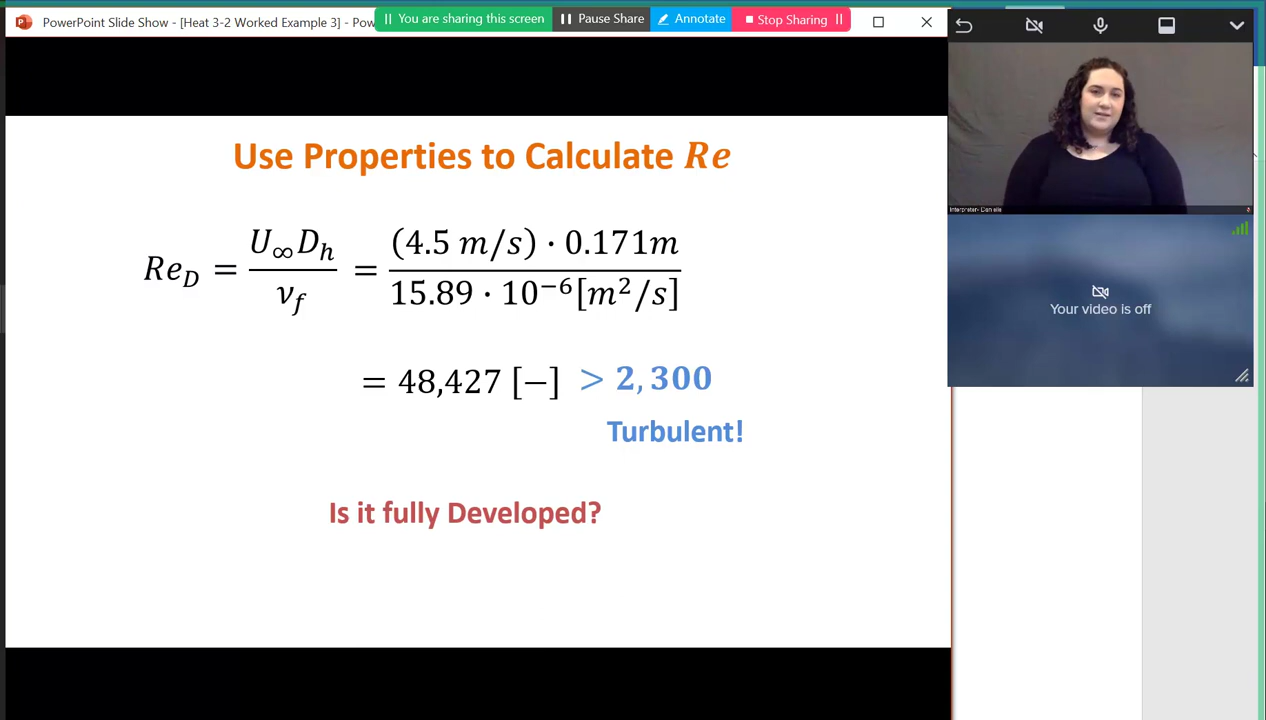 PowerPoint Slide Show - [Heat 3-2 Worked Example 3] - Pow
You are sharing this screen
Pause Share
Annotate
Stop Sharing
Use Properties to Calculate Re
Re_D = U_∞ D_h / ν_f = (4.5 m/s) · 0.171m / 15.89 · 10^−6 [m^2/s]
= 48,427 [−] > 2,300
Turbulent!
Is it fully Developed?
Interpreter- Danielle
Your video is off